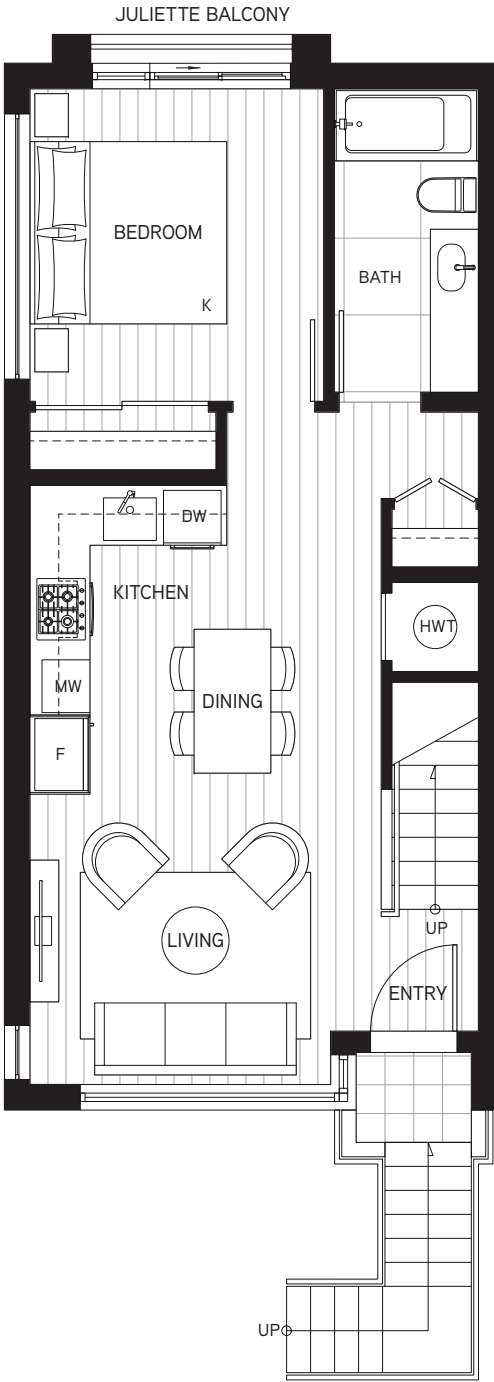 JULIETTE BALCONY
BEDROOM
K
BATH
DW
KITCHEN
HWT
MW
DINING
F
UP
LIVING
ENTRY
UP